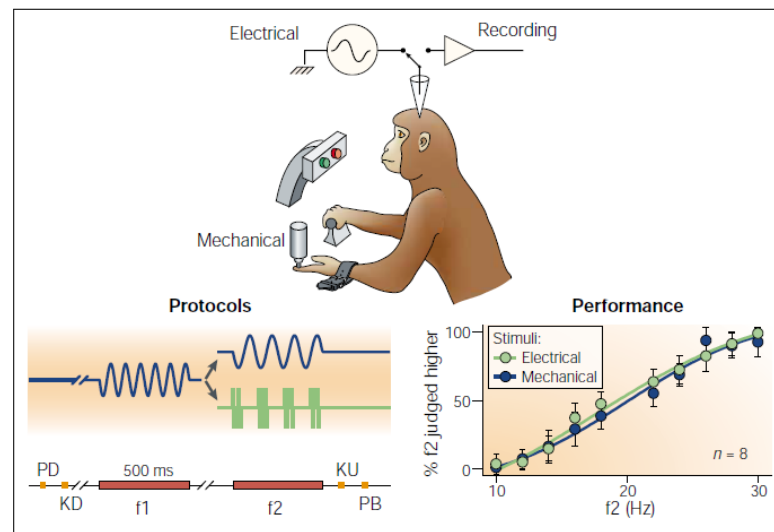 Electrical
Recording
Mechanical
Protocols
PD
KD
500 ms
f1
f2
KU
PB
Performance
% f2 judged higher
100
50
0
Stimuli:
Electrical
Mechanical
n = 8
10
20
30
f2 (Hz)